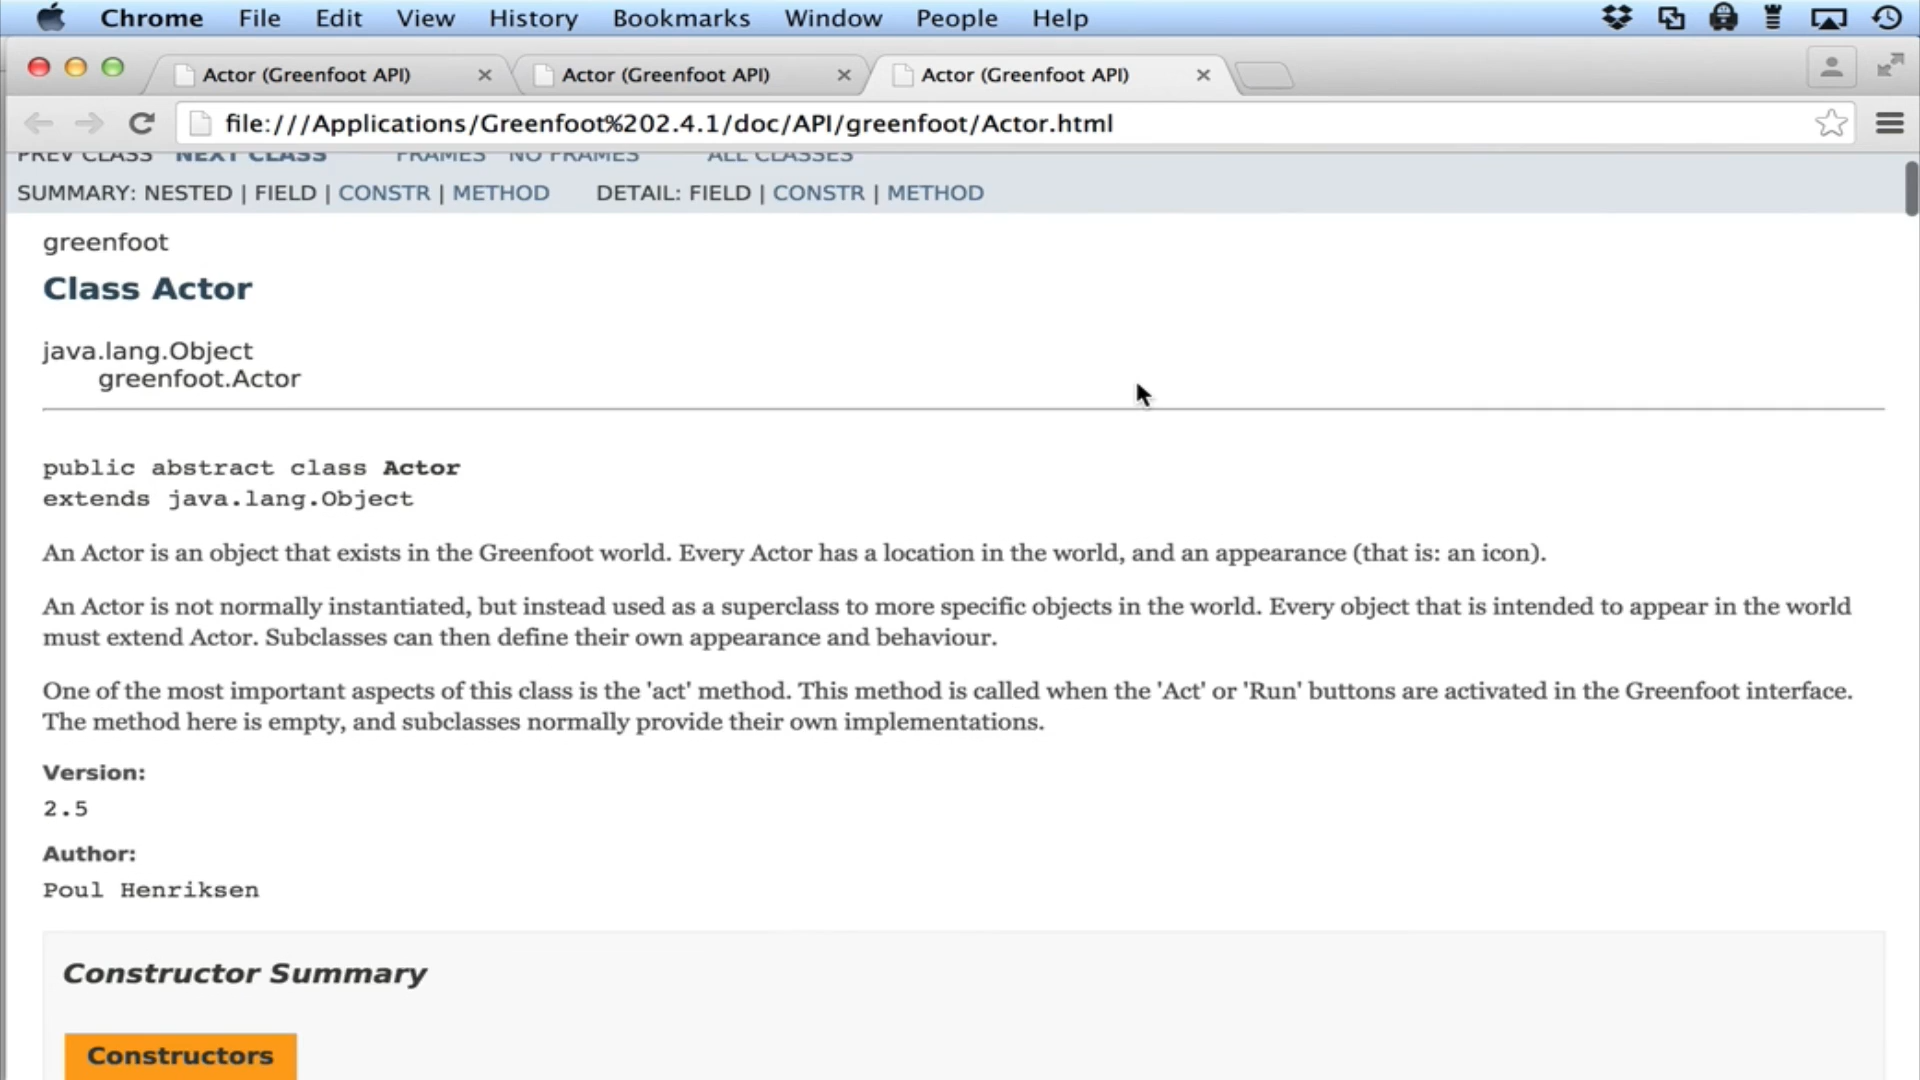 Chrome File Edit View History Bookmarks Window People Help
Actor (Greenfoot API) Actor (Greenfoot API) Actor (Greenfoot API)
file:///Applications/Greenfoot%202.4.1/doc/API/greenfoot/Actor.html
PREV CLASS NEXT CLASS FRAMES NO FRAMES ALL CLASSES
SUMMARY: NESTED | FIELD | CONSTR | METHOD DETAIL: FIELD | CONSTR | METHOD
greenfoot
Class Actor
java.lang.Object
greenfoot.Actor
public abstract class Actor
extends java.lang.Object
An Actor is an object that exists in the Greenfoot world. Every Actor has a location in the world, and an appearance (that is: an icon).
An Actor is not normally instantiated, but instead used as a superclass to more specific objects in the world. Every object that is intended to appear in the world
must extend Actor. Subclasses can then define their own appearance and behaviour.
One of the most important aspects of this class is the 'act' method. This method is called when the 'Act' or 'Run' buttons are activated in the Greenfoot interface.
The method here is empty, and subclasses normally provide their own implementations.
Version:
2.5
Author:
Poul Henriksen
Constructor Summary
Constructors